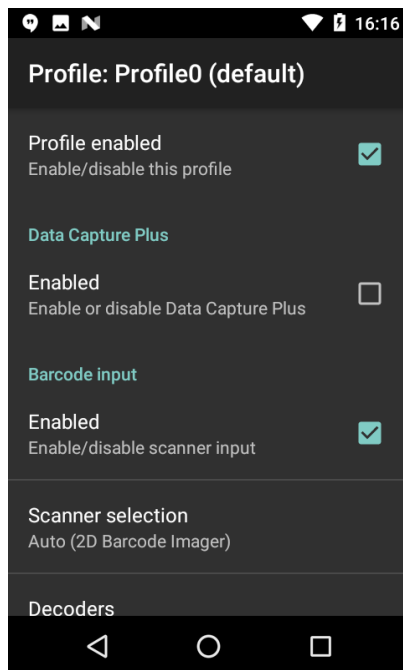 16:16
Profile: Profile0 (default)
Profile enabled
Enable/disable this profile
Data Capture Plus
Enabled
Enable or disable Data Capture Plus
Barcode input
Enabled
Enable/disable scanner input
Scanner selection
Auto (2D Barcode Imager)
Decoders